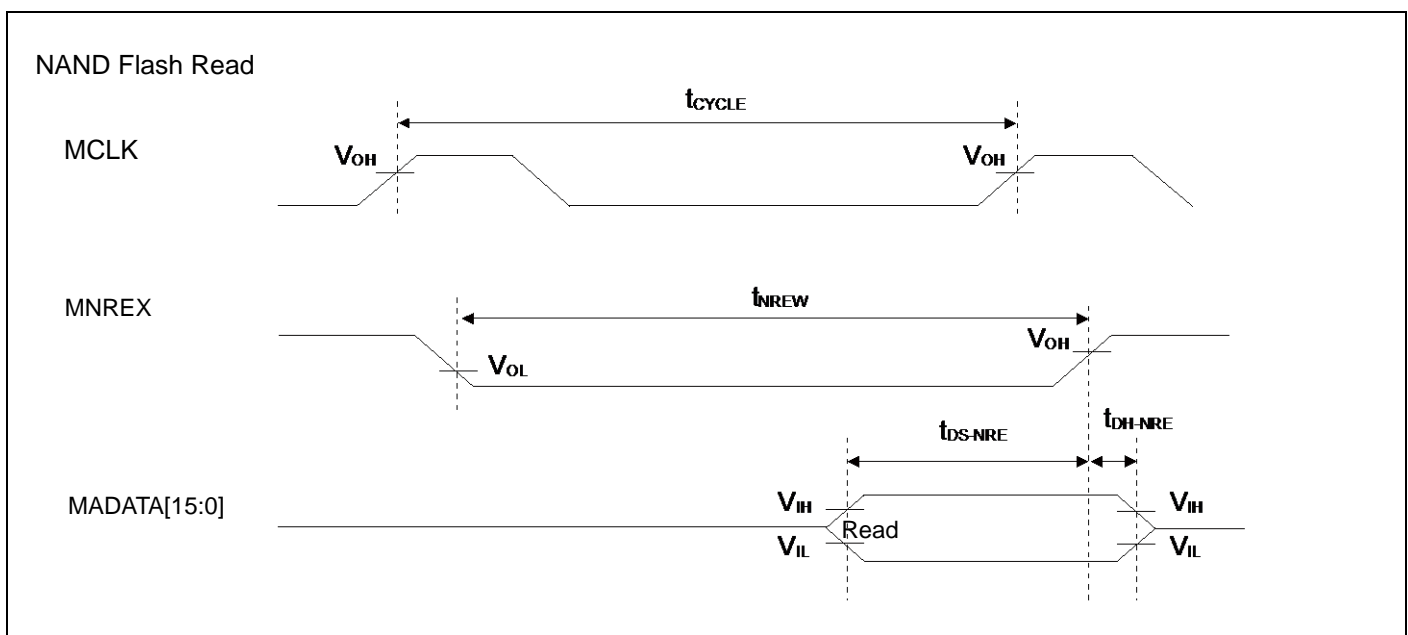 NAND Flash Read
tCYCLE
MCLK
VOH
VOH
MNREX
tNREW
VOH
VOL
tDS-NRE
tDH-NRE
MADATA[15:0]
VIH
VIH
Read
VIL
VIL